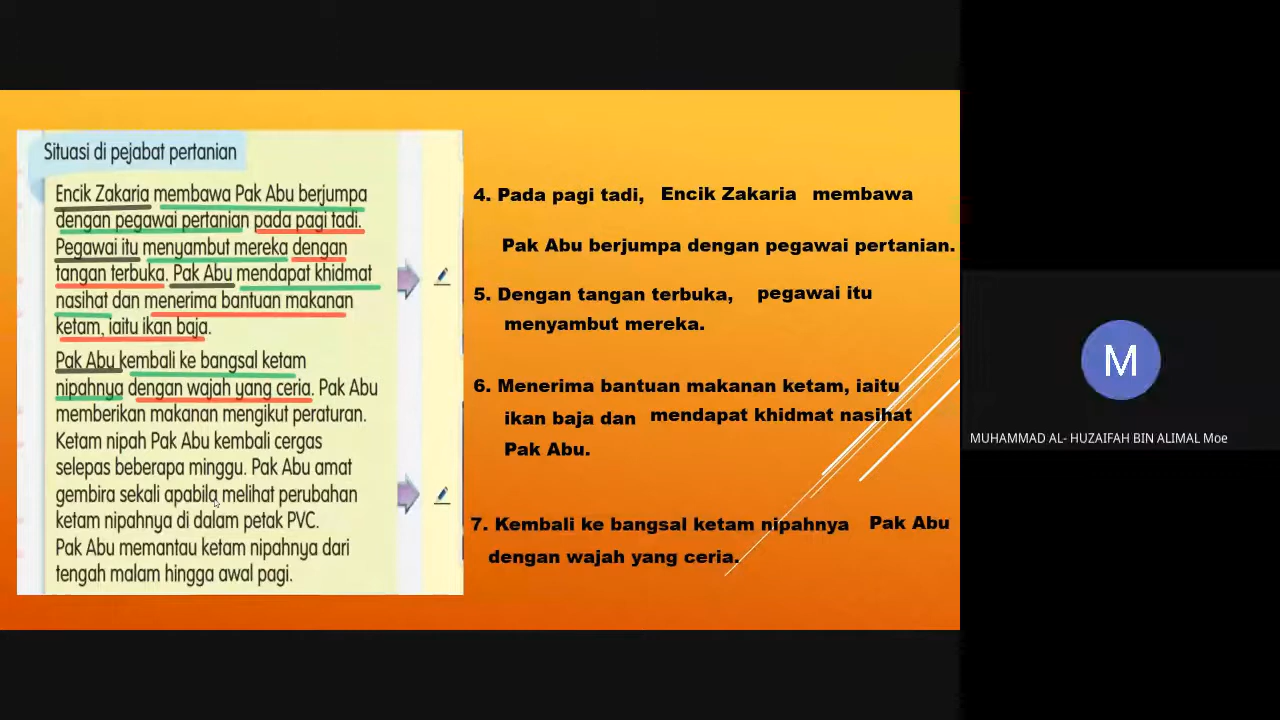 Situasi di pejabat pertanian
Encik Zakaria membawa Pak Abu berjumpa
dengan pegawai pertanian pada pagi tadi.
Pegawai itu menyambut mereka dengan
tangan terbuka. Pak Abu mendapat khidmat
nasihat dan menerima bantuan makanan
ketam, iaitu ikan baja.
Pak Abu kembali ke bangsal ketam
nipahnya dengan wajah yang ceria. Pak Abu
memberikan makanan mengikut peraturan.
Ketam nipah Pak Abu kembali cergas
selepas beberapa minggu. Pak Abu amat
gembira sekali apabila melihat perubahan
ketam nipahnya di dalam petak PVC.
Pak Abu memantau ketam nipahnya dari
tengah malam hingga awal pagi.
4. Pada pagi tadi, Encik Zakaria membawa
Pak Abu berjumpa dengan pegawai pertanian.
5. Dengan tangan terbuka, pegawai itu
menyambut mereka.
6. Menerima bantuan makanan ketam, iaitu
ikan baja dan mendapat khidmat nasihat
Pak Abu.
7. Kembali ke bangsal ketam nipahnya Pak Abu
dengan wajah yang ceria.
M
MUHAMMAD AL- HUZAIFAH BIN ALIMAL Moe